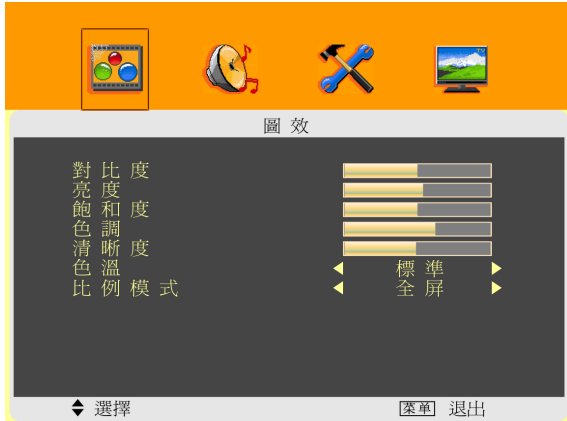 TV
圖效
對比度
亮度
飽和度
色調
清晰度
色溫 標準
比例模式 全屏
選擇 菜单 退出